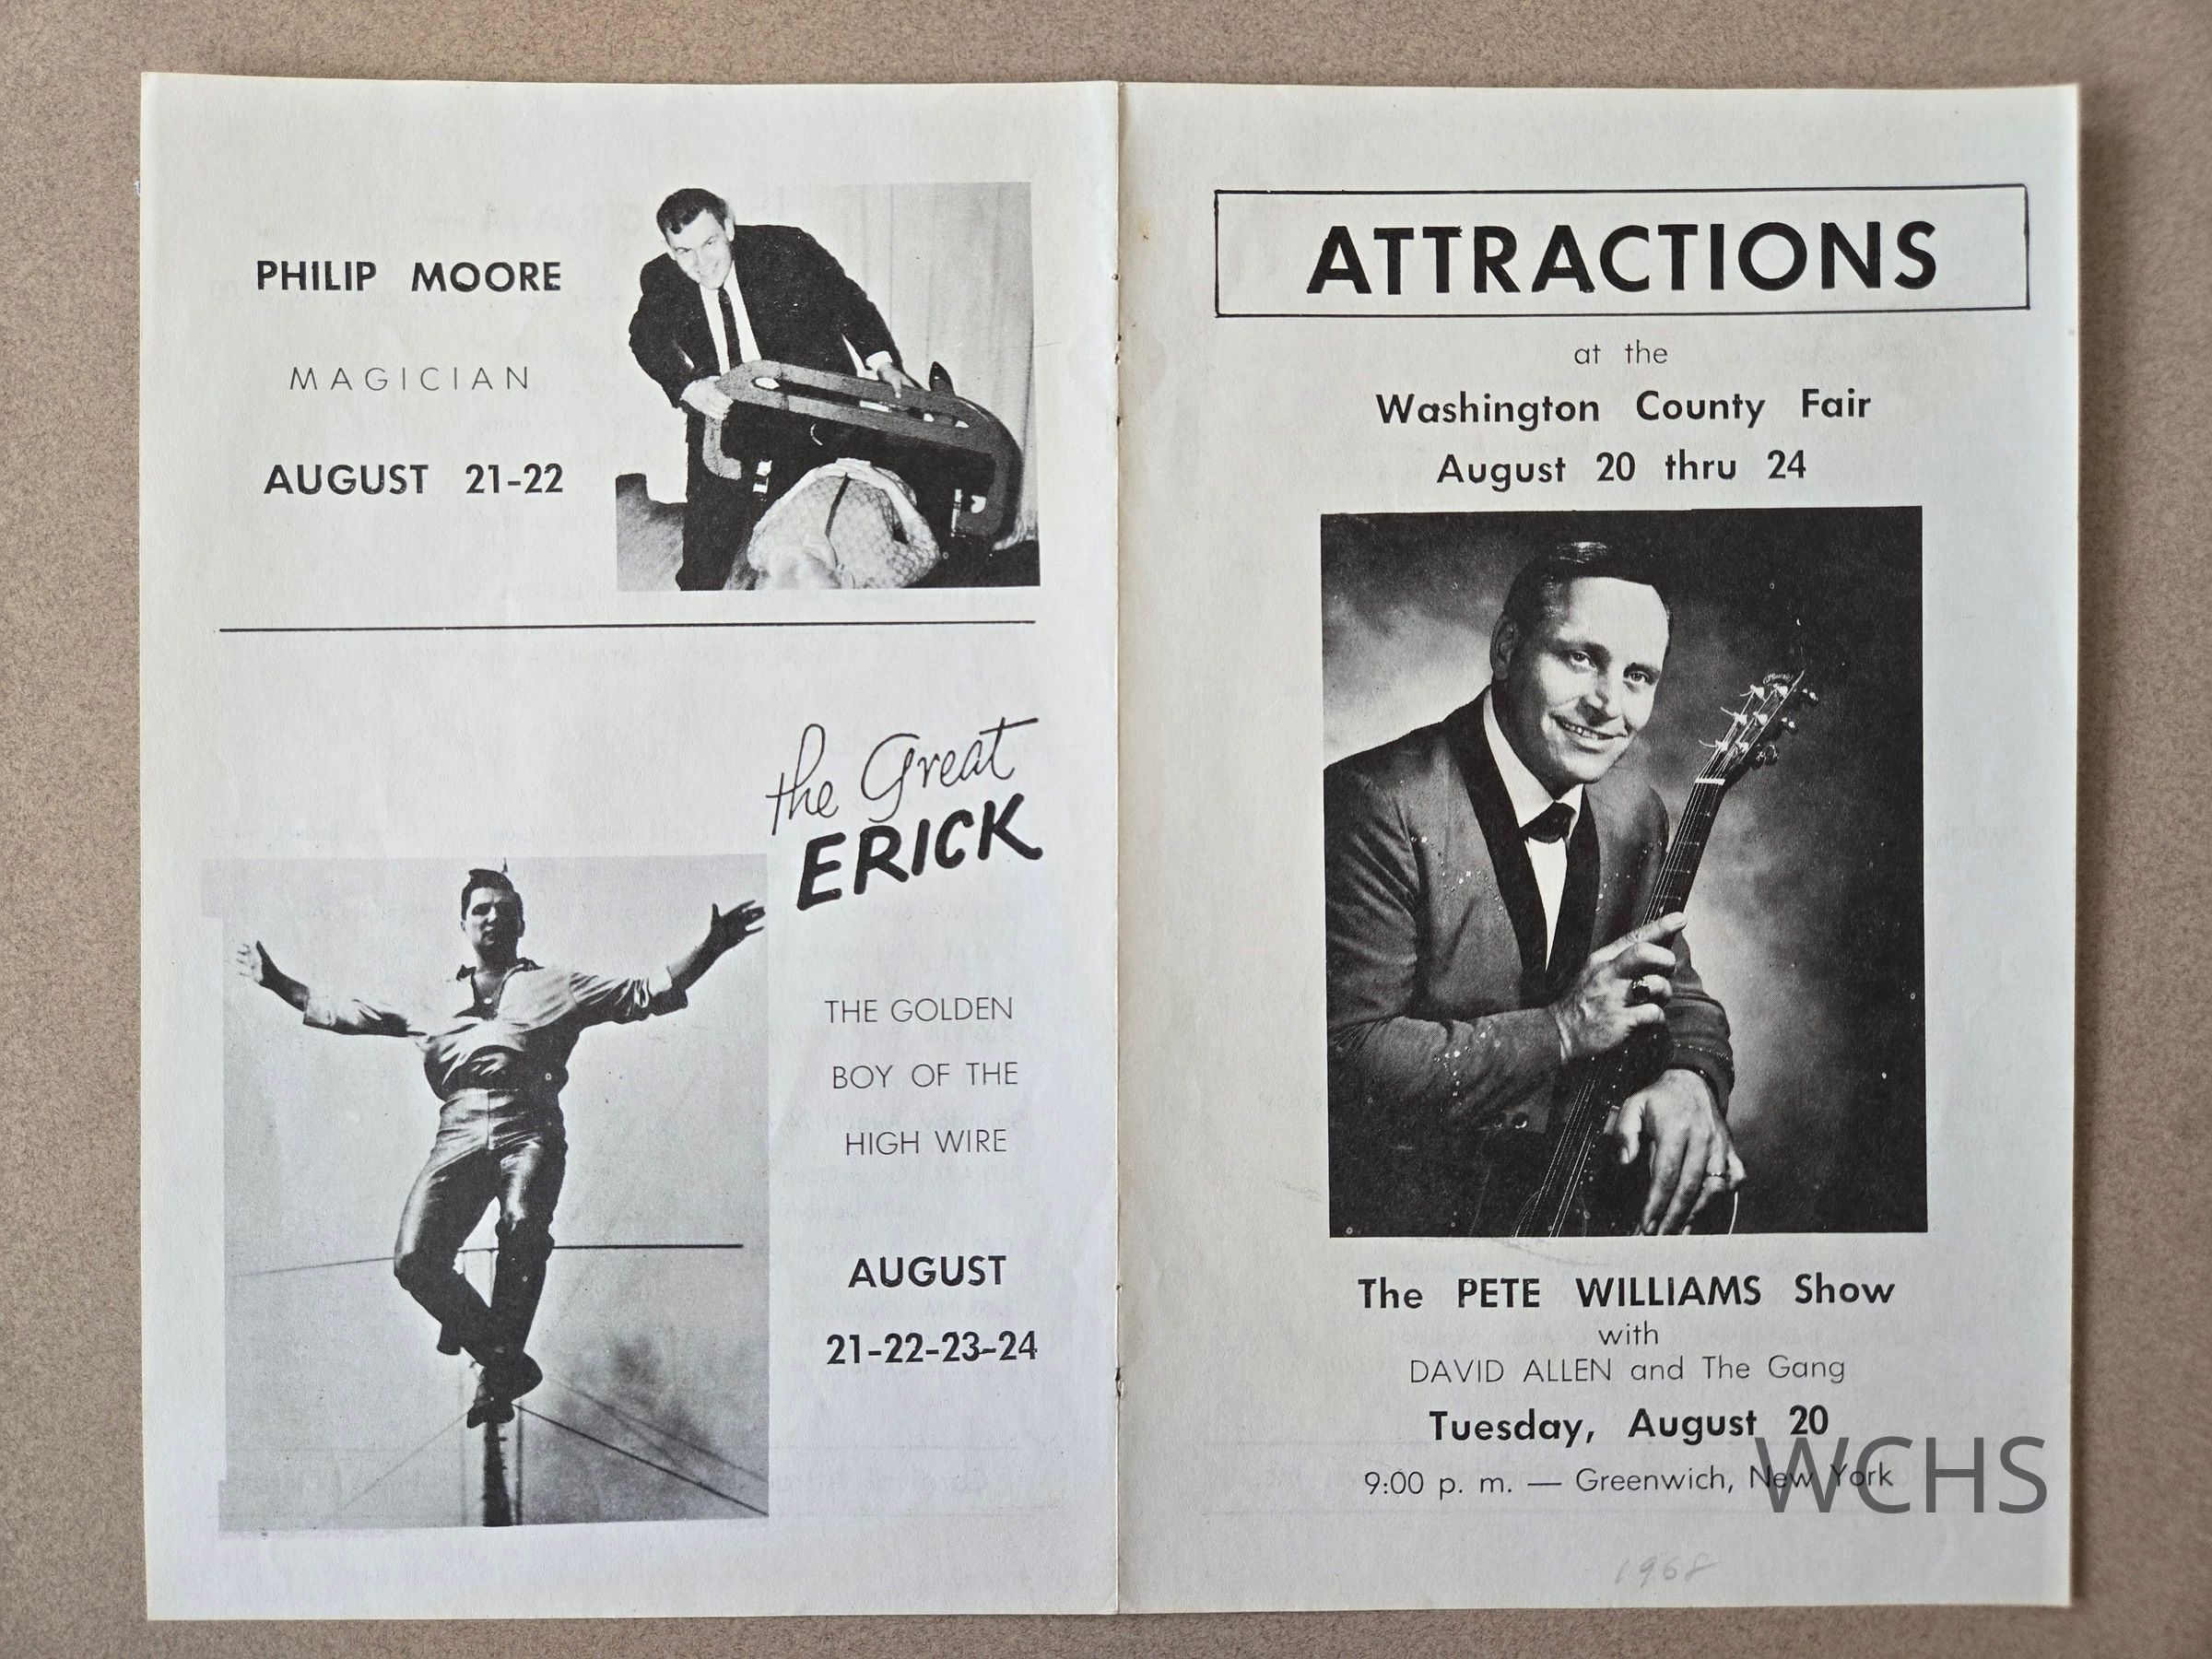 PHILIP MOORE
MAGICIAN
AUGUST 21-22
the Great
ERICK
THE GOLDEN
BOY OF THE
HIGH WIRE
AUGUST
21-22-23-24
ATTRACTIONS
at the
Washington County Fair
August 20 thru 24
The PETE WILLIAMS Show
with
DAVID ALLEN and The Gang
Tuesday, August 20
9:00 p. m. — Greenwich, New York
WCHS
1968